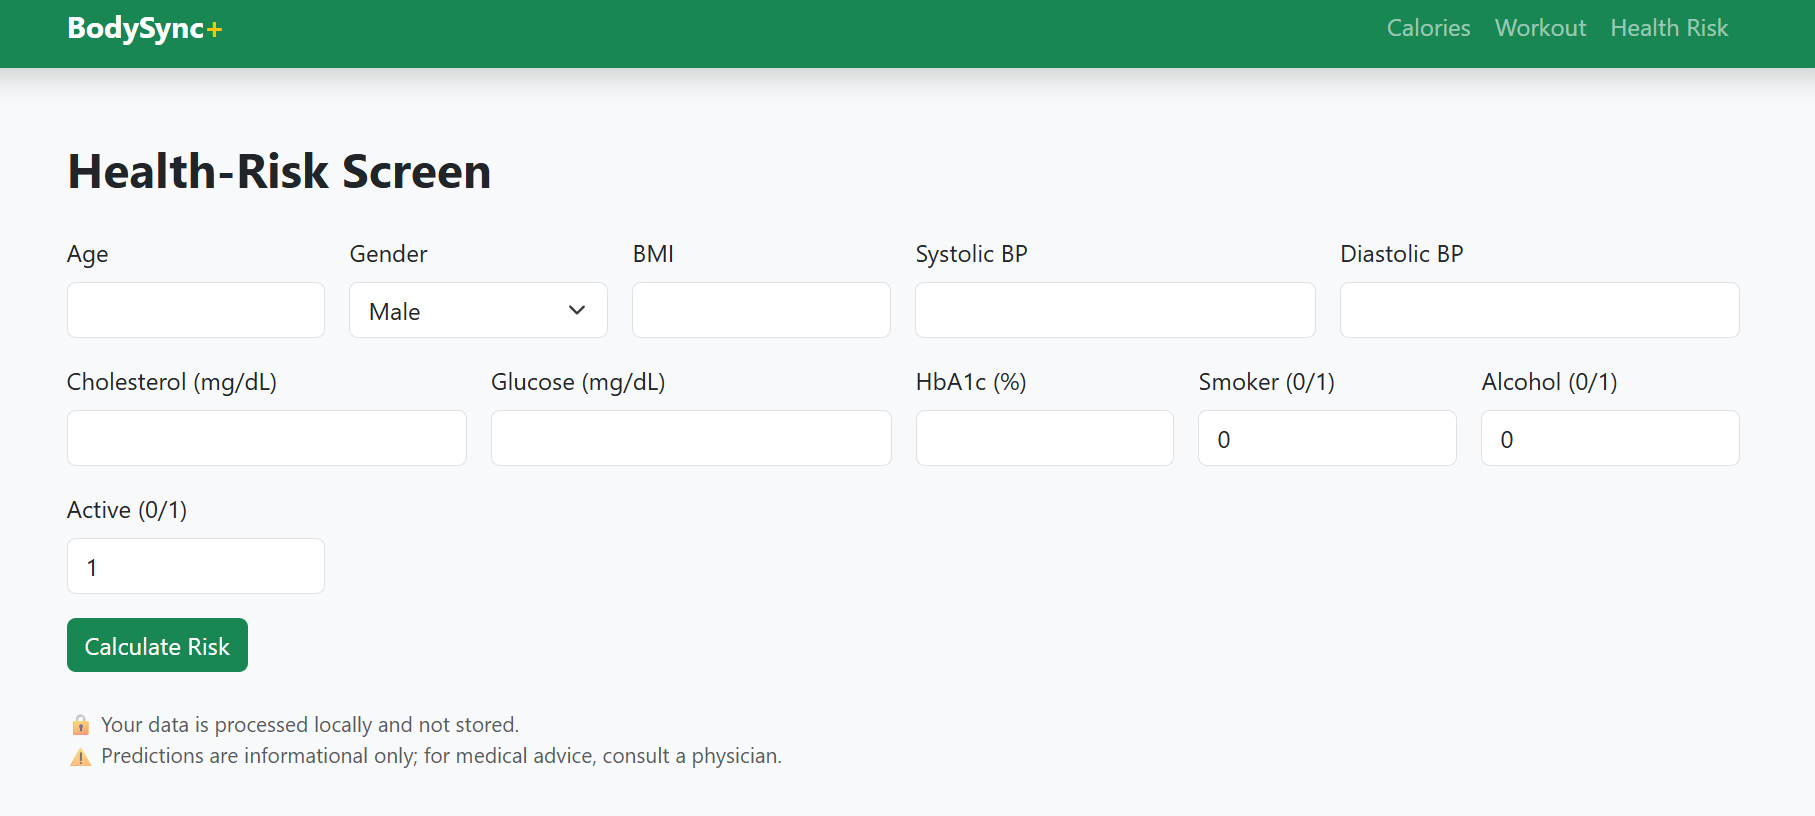 BodySync+
Calories Workout Health Risk
Health-Risk Screen
Age Gender BMI Systolic BP Diastolic BP
Male
Cholesterol (mg/dL) Glucose (mg/dL) HbA1c (%) Smoker (0/1) Alcohol (0/1)
0 0
Active (0/1)
1
Calculate Risk
Your data is processed locally and not stored.
Predictions are informational only; for medical advice, consult a physician.